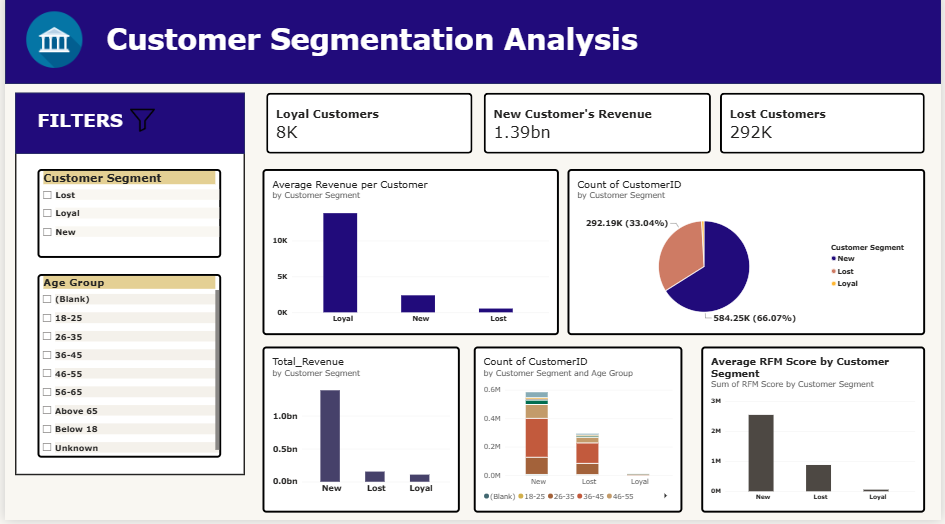 Customer Segmentation Analysis
FILTERS
Customer Segment
Lost
Loyal
New
Age Group
(Blank)
18-25
26-35
36-45
46-55
56-65
Above 65
Below 18
Unknown
Loyal Customers
8K
New Customer's Revenue
1.39bn
Lost Customers
292K
Average Revenue per Customer
by Customer Segment
10K
5K
0K
Loyal New Lost
Count of CustomerID
by Customer Segment
292.19K (33.04%)
584.25K (66.07%)
Customer Segment
New
Lost
Loyal
Total_Revenue
by Customer Segment
1.0bn
0.5bn
0.0bn
New Lost Loyal
Count of CustomerID
by Customer Segment and Age Group
0.6M
0.4M
0.2M
0.0M
New Lost Loyal
(Blank) 18-25 26-35 36-45 46-55
Average RFM Score by Customer
Segment
Sum of RFM Score by Customer Segment
3M
2M
1M
0M
New Lost Loyal